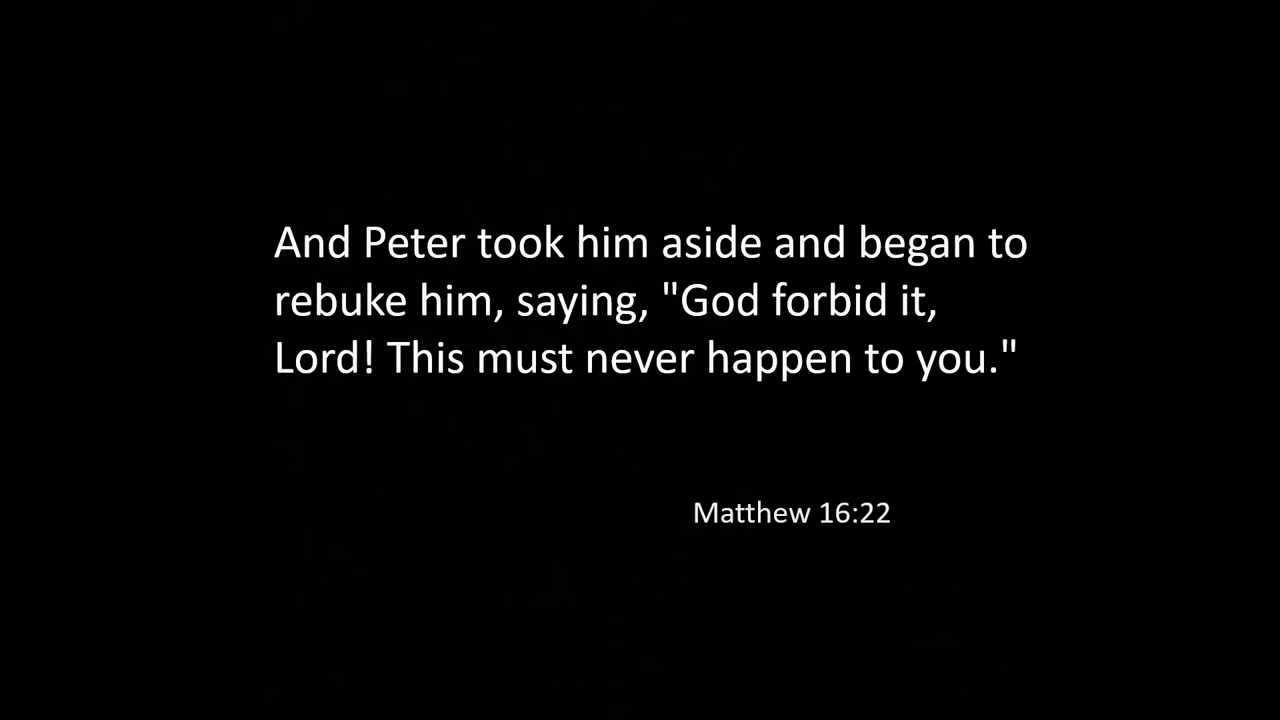 And Peter took him aside and began to
rebuke him, saying, "God forbid it,
Lord! This must never happen to you."
Matthew 16:22